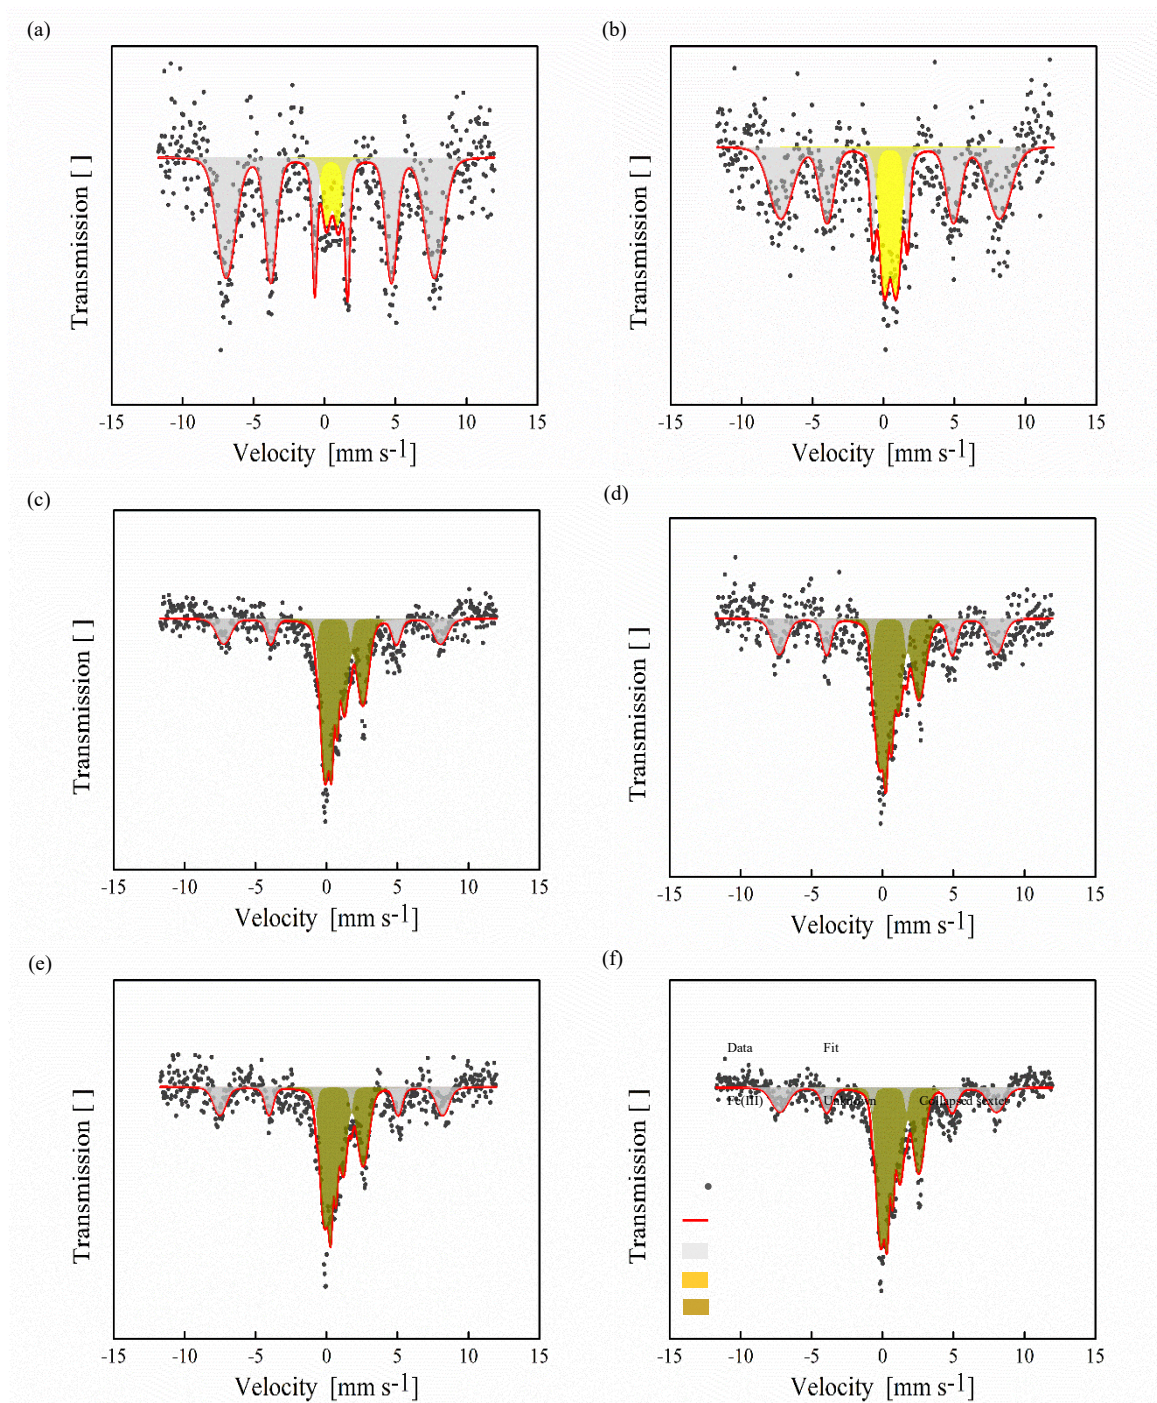 (a)
Transmission [ ]
-15 -10 -5 0 5 10 15
Velocity [mm s-1]
(b)
Transmission [ ]
-15 -10 -5 0 5 10 15
Velocity [mm s-1]
(c)
Transmission [ ]
-15 -10 -5 0 5 10 15
Velocity [mm s-1]
(d)
Transmission [ ]
-15 -10 -5 0 5 10 15
Velocity [mm s-1]
(e)
Transmission [ ]
-15 -10 -5 0 5 10 15
Velocity [mm s-1]
(f)
Data Fit
Fe(III) Unknown Collapsed sextet
Transmission [ ]
-15 -10 -5 0 5 10 15
Velocity [mm s-1]